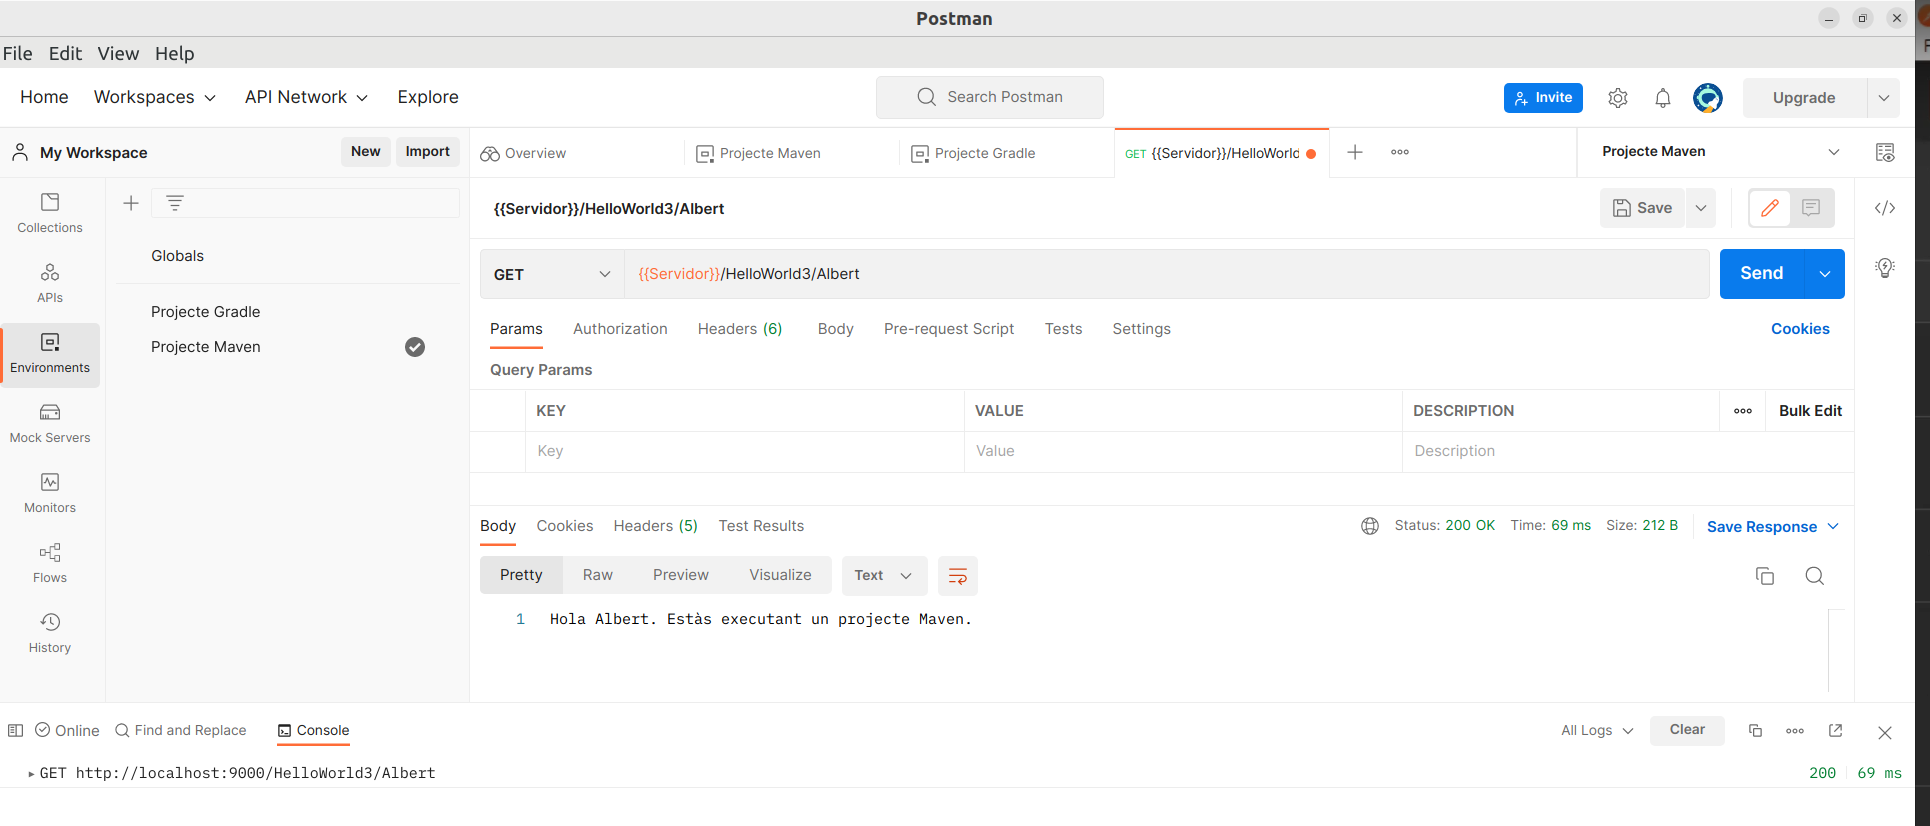 Postman
File Edit View Help
Home Workspaces API Network Explore Search Postman Invite Upgrade
My Workspace New Import Overview Projecte Maven Projecte Gradle GET {{Servidor}}/HelloWorld Projecte Maven
Collections
APIs
Environments
Mock Servers
Monitors
Flows
History
Globals
Projecte Gradle
Projecte Maven
{{Servidor}}/HelloWorld3/Albert Save
GET {{Servidor}}/HelloWorld3/Albert Send
Params Authorization Headers (6) Body Pre-request Script Tests Settings Cookies
Query Params
KEY VALUE DESCRIPTION Bulk Edit
Key Value Description
Body Cookies Headers (5) Test Results Status: 200 OK Time: 69 ms Size: 212 B Save Response
Pretty Raw Preview Visualize Text
1 Hola Albert. Estàs executant un projecte Maven.
Online Find and Replace Console All Logs Clear
GET http://localhost:9000/HelloWorld3/Albert 200 69 ms